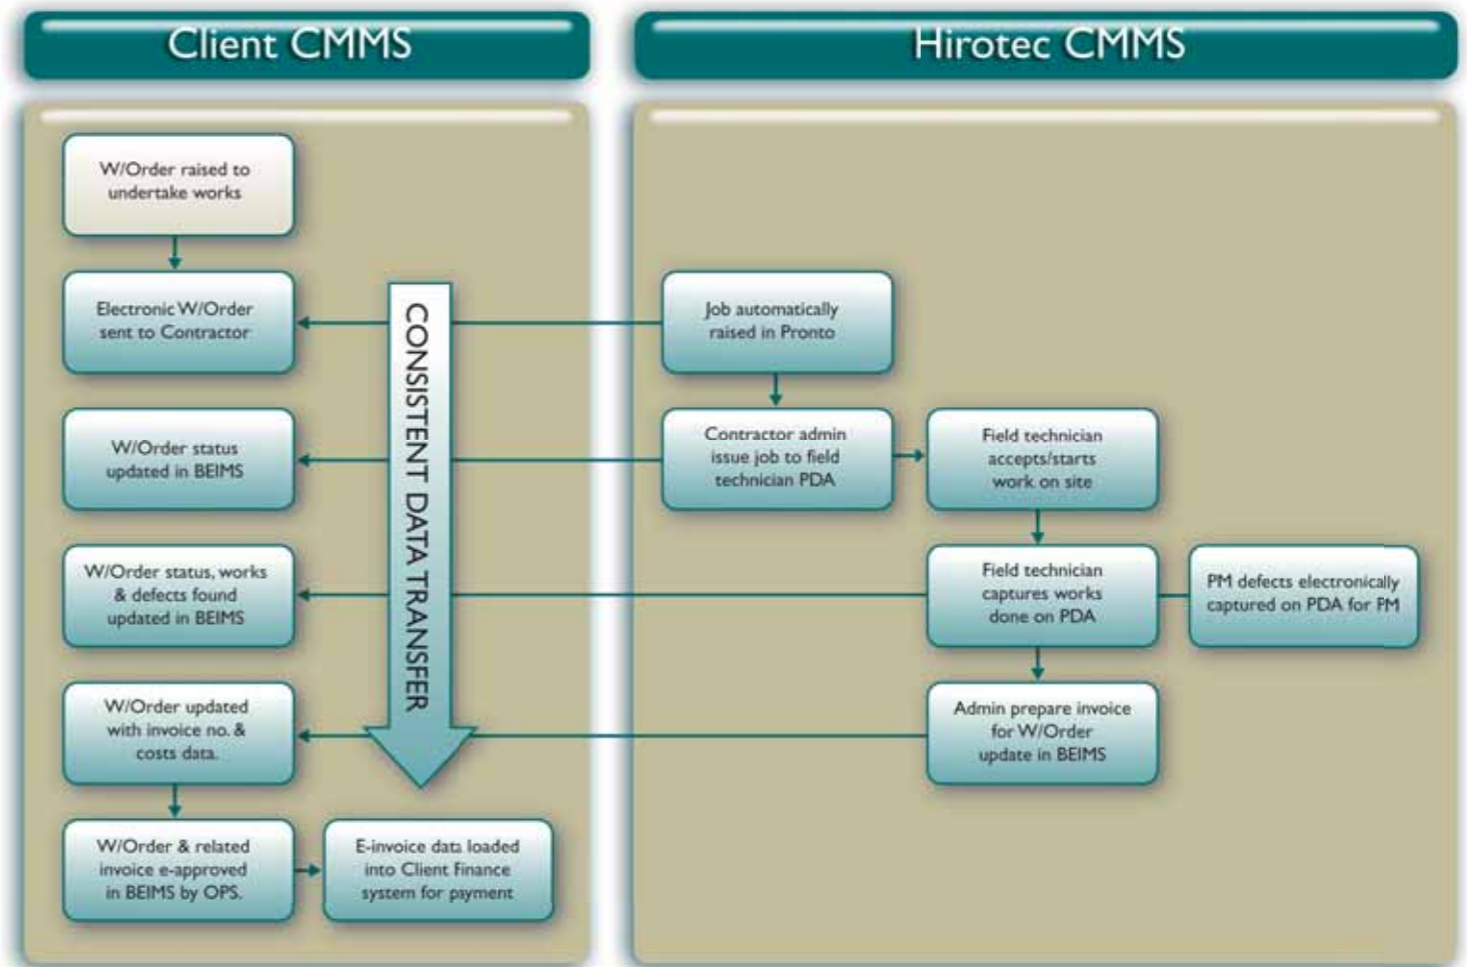 Client CMMS
Hirotec CMMS
W/Order raised to
undertake works
Electronic W/Order
sent to Contractor
W/Order status
updated in BEIMS
W/Order status, works
& defects found
updated in BEIMS
W/Order updated
with invoice no. &
costs data.
W/Order & related
invoice e-approved
in BEIMS by OPS.
E-invoice data loaded
into Client Finance
system for payment
CONSISTENT DATA TRANSFER
Job automatically
raised in Pronto
Contractor admin
issue job to field
technician PDA
Field technician
accepts/starts
work on site
Field technician
captures works
done on PDA
PM defects electronically
captured on PDA for PM
Admin prepare invoice
for W/Order
update in BEIMS